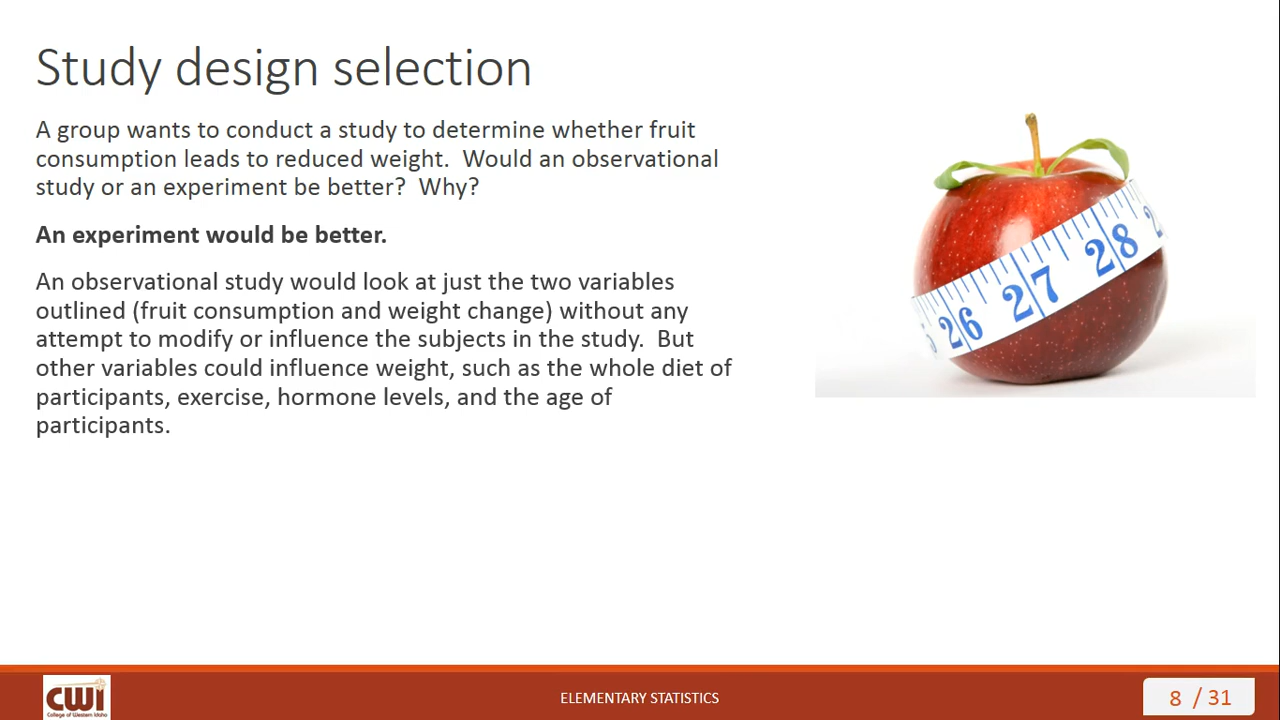 Study design selection
A group wants to conduct a study to determine whether fruit
consumption leads to reduced weight.  Would an observational
study or an experiment be better?  Why?
An experiment would be better.
An observational study would look at just the two variables
outlined (fruit consumption and weight change) without any
attempt to modify or influence the subjects in the study.  But
other variables could influence weight, such as the whole diet of
participants, exercise, hormone levels, and the age of
participants.
26 27 28
CWI
College of Western Idaho
ELEMENTARY STATISTICS
8 / 31